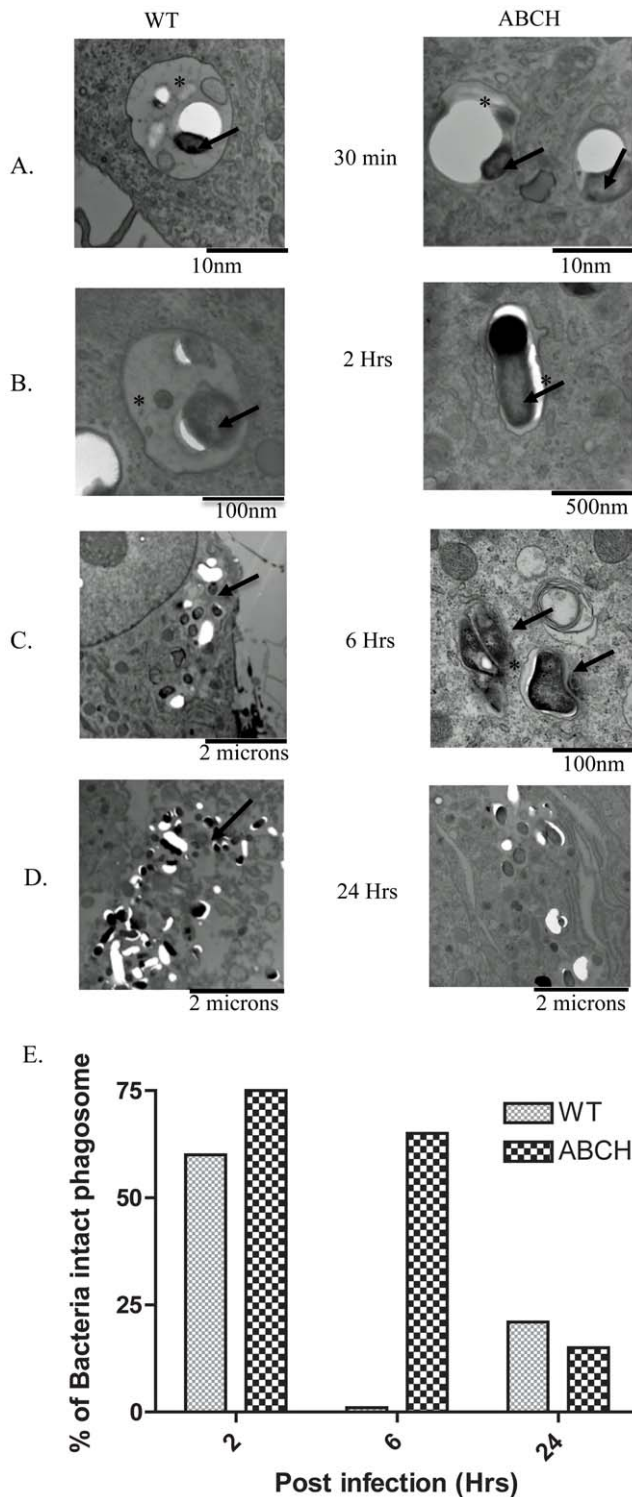 WT ABCH
A. 30 min
* *
10nm 10nm
B. 2 Hrs
* *
100nm 500nm
C. 6 Hrs
*
2 microns 100nm
D. 24 Hrs
2 microns 2 microns
E.
% of Bacteria intact phagosome
75
50
25
0
WT
ABCH
2 6 24
Post infection (Hrs)